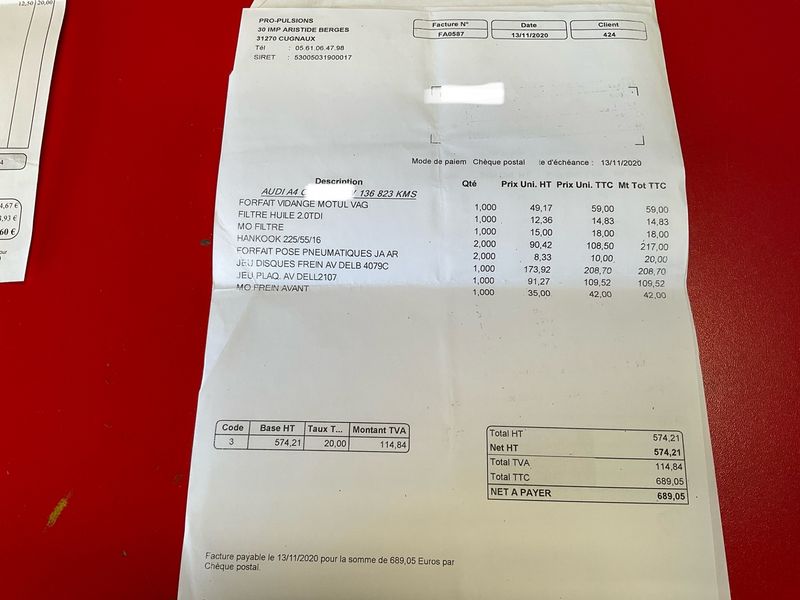 12,50 20,00
4
4,67 €
,93 €
60 €
PRO-PULSIONS
30 IMP ARISTIDE BERGES
31270 CUGNAUX
Tél : 05.61.06.47.98
SIRET : 53005031900017
Facture N° Date Client
FA0587 13/11/2020 424
Mode de paiem Chèque postal te d'échéance : 13/11/2020
Description Qté Prix Uni. HT Prix Uni. TTC Mt Tot TTC
AUDI A4 136 823 KMS
FORFAIT VIDANGE MOTUL VAG 1,000 49,17 59,00 59,00
FILTRE HUILE 2.0TDI 1,000 12,36 14,83 14,83
MO FILTRE 1,000 15,00 18,00 18,00
HANKOOK 225/55/16 2,000 90,42 108,50 217,00
FORFAIT POSE PNEUMATIQUES JA AR 2,000 8,33 10,00 20,00
JEU DISQUES FREIN AV DELB 4079C 1,000 173,92 208,70 208,70
JEU PLAQ. AV DELL2107 1,000 91,27 109,52 109,52
MO FREIN AVANT 1,000 35,00 42,00 42,00
Code Base HT Taux T... Montant TVA
3 574,21 20,00 114,84
Total HT 574,21
Net HT 574,21
Total TVA 114,84
Total TTC 689,05
NET A PAYER 689,05
Facture payable le 13/11/2020 pour la somme de 689,05 Euros par
Chèque postal.